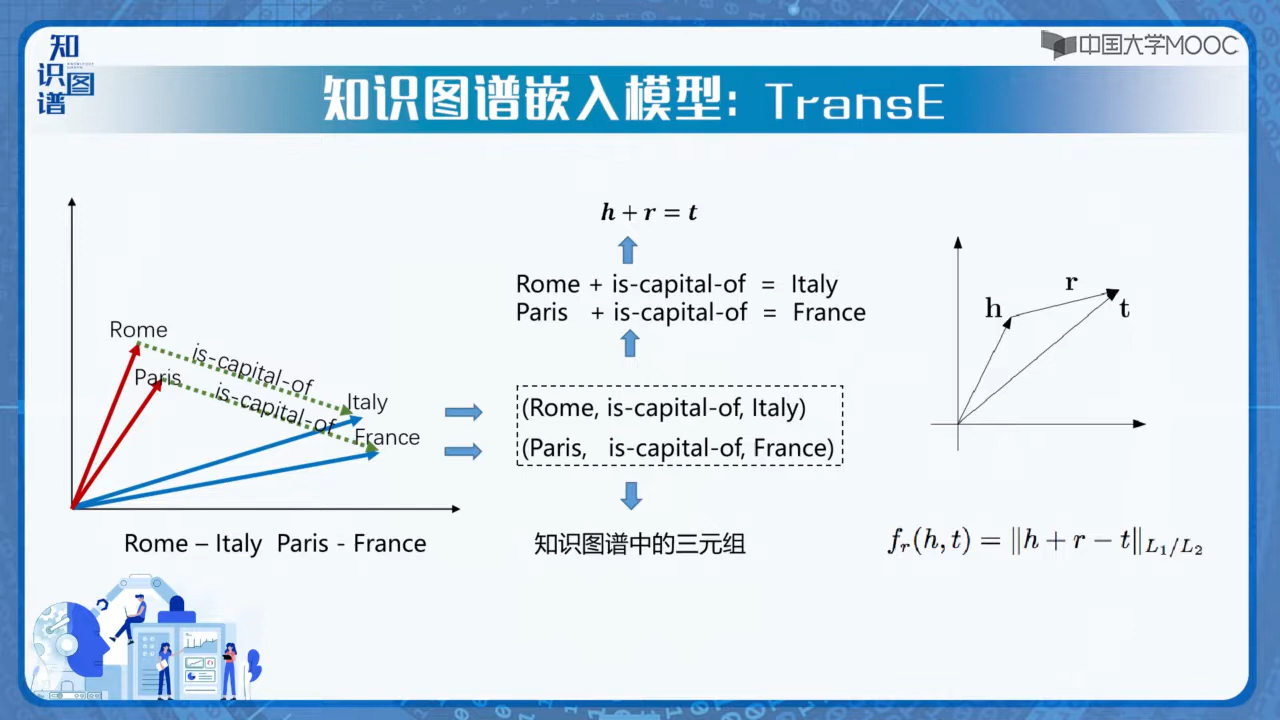 知识图谱
中国大学MOOC
知识图谱嵌入模型：TransE
h + r = t
Rome + is-capital-of = Italy
Paris + is-capital-of = France
Rome
is-capital-of
Paris
is-capital-of
Italy
France
(Rome, is-capital-of, Italy)
(Paris, is-capital-of, France)
h
r
t
Rome – Italy Paris - France
知识图谱中的三元组
f_r(h, t) = ‖h + r − t‖_{L_1/L_2}